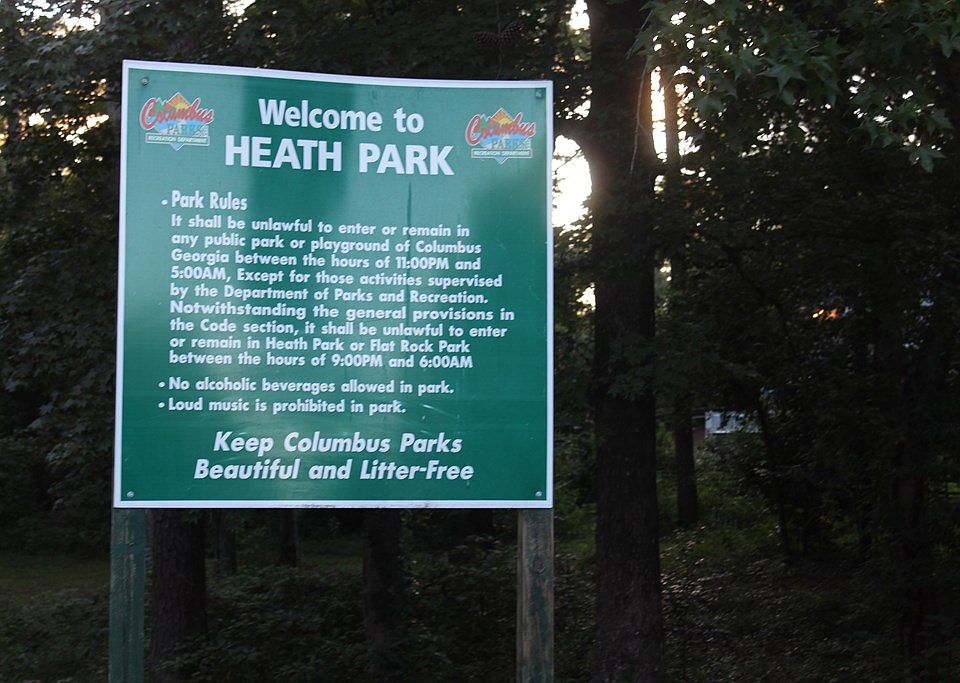 Columbus
PARKS
RECREATION DEPARTMENT
Columbus
PARKS
RECREATION DEPARTMENT
Welcome to
HEATH PARK
• Park Rules
It shall be unlawful to enter or remain in
any public park or playground of Columbus
Georgia between the hours of 11:00PM and
5:00AM, Except for those activities supervised
by the Department of Parks and Recreation.
Notwithstanding the general provisions in
the Code section, it shall be unlawful to enter
or remain in Heath Park or Flat Rock Park
between the hours of 9:00PM and 6:00AM
• No alcoholic beverages allowed in park.
• Loud music is prohibited in park.
Keep Columbus Parks
Beautiful and Litter-Free